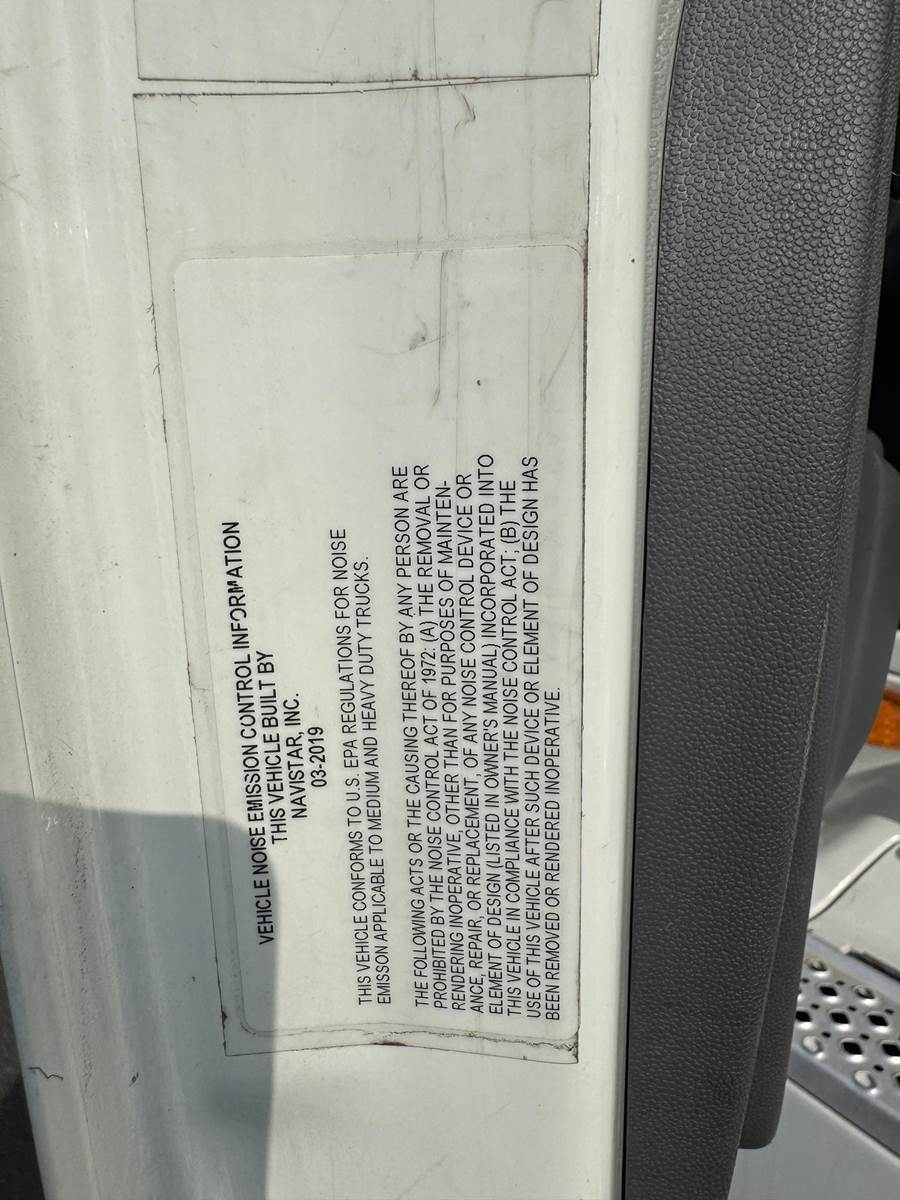 VEHICLE NOISE EMISSION CONTROL INFORMATION
THIS VEHICLE BUILT BY
NAVISTAR, INC.
03-2019
THIS VEHICLE CONFORMS TO U.S. EPA REGULATIONS FOR NOISE
EMISSON APPLICABLE TO MEDIUM AND HEAVY DUTY TRUCKS.
THE FOLLOWING ACTS OR THE CAUSING THEREOF BY ANY PERSON ARE
PROHIBITED BY THE NOISE CONTROL ACT OF 1972: (A) THE REMOVAL OR
RENDERING INOPERATIVE, OTHER THAN FOR PURPOSES OF MAINTEN-
ANCE, REPAIR, OR REPLACEMENT, OF ANY NOISE CONTROL DEVICE OR
ELEMENT OF DESIGN (LISTED IN OWNER'S MANUAL) INCORPORATED INTO
THIS VEHICLE IN COMPLIANCE WITH THE NOISE CONTROL ACT; (B) THE
USE OF THIS VEHICLE AFTER SUCH DEVICE OR ELEMENT OF DESIGN HAS
BEEN REMOVED OR RENDERED INOPERATIVE.